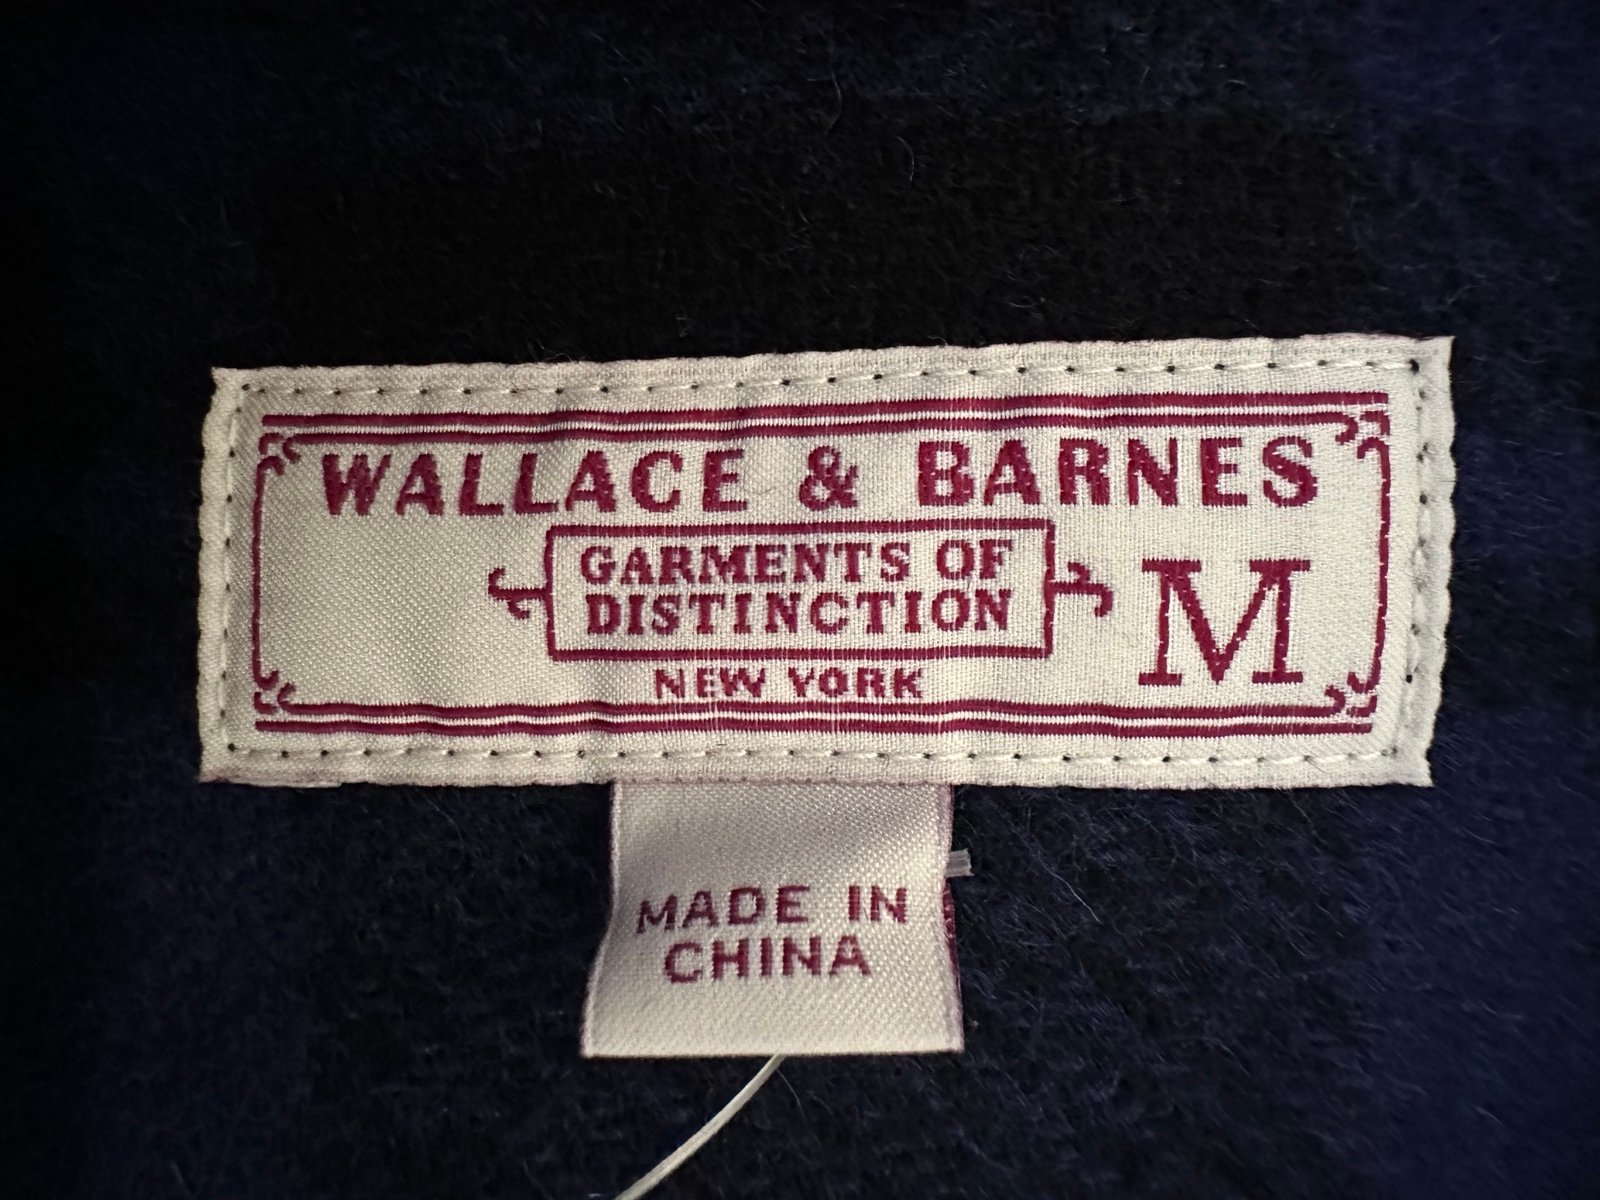 WALLACE & BARNES
GARMENTS OF
DISTINCTION
M
NEW YORK
MADE IN
CHINA